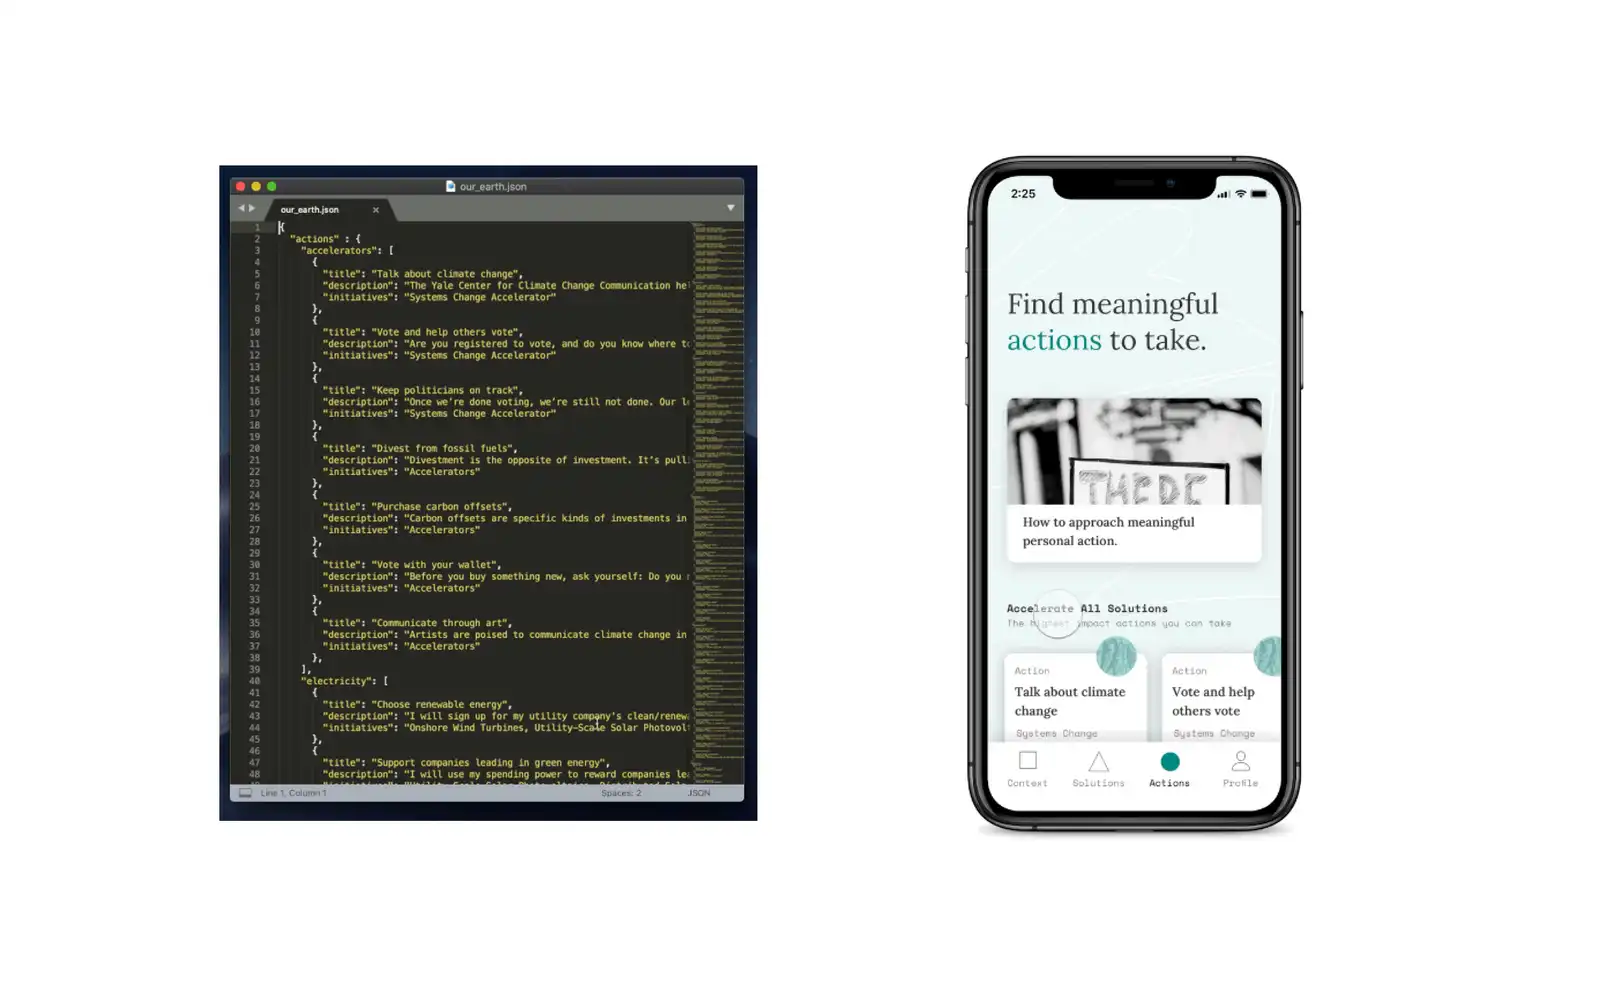 our_earth.json
our_earth.json
1 {
2 "actions" : {
3 "accelerators": [
4 {
5 "title": "Talk about climate change",
6 "description": "The Yale Center for Climate Change Communication he
7 "initiatives": "Systems Change Accelerator"
8 },
9 {
10 "title": "Vote and help others vote",
11 "description": "Are you registered to vote, and do you know where to
12 "initiatives": "Systems Change Accelerator"
13 },
14 {
15 "title": "Keep politicians on track",
16 "description": "Once we're done voting, we're still not done. Our
17 "initiatives": "Systems Change Accelerator"
18 },
19 {
20 "title": "Divest from fossil fuels",
21 "description": "Divestment is the opposite of investment. It's pull
22 "initiatives": "Accelerators"
23 },
24 {
25 "title": "Purchase carbon offsets",
26 "description": "Carbon offsets are specific kinds of investments in
27 "initiatives": "Accelerators"
28 },
29 {
30 "title": "Vote with your wallet",
31 "description": "Before you buy something new, ask yourself: Do you
32 "initiatives": "Accelerators"
33 },
34 {
35 "title": "Communicate through art",
36 "description": "Artists are poised to communicate climate change in
37 "initiatives": "Accelerators"
38 },
39 ],
40 "electricity": [
41 {
42 "title": "Choose renewable energy",
43 "description": "I will sign up for my utility company's clean/renew
44 "initiatives": "Onshore Wind Turbines, Utility-Scale Solar Photovol
45 },
46 {
47 "title": "Support companies leading in green energy",
48 "description": "I will use my spending power to reward companies le
Line 1, Column 1
Spaces: 2
JSON
2:25
Find meaningful
actions to take.
THERE
How to approach meaningful
personal action.
Accelerate All Solutions
The highest impact actions you can take
Action
Talk about climate
change
Systems Change
Action
Vote and help
others vote
Systems Change
Context
Solutions
Actions
Profile